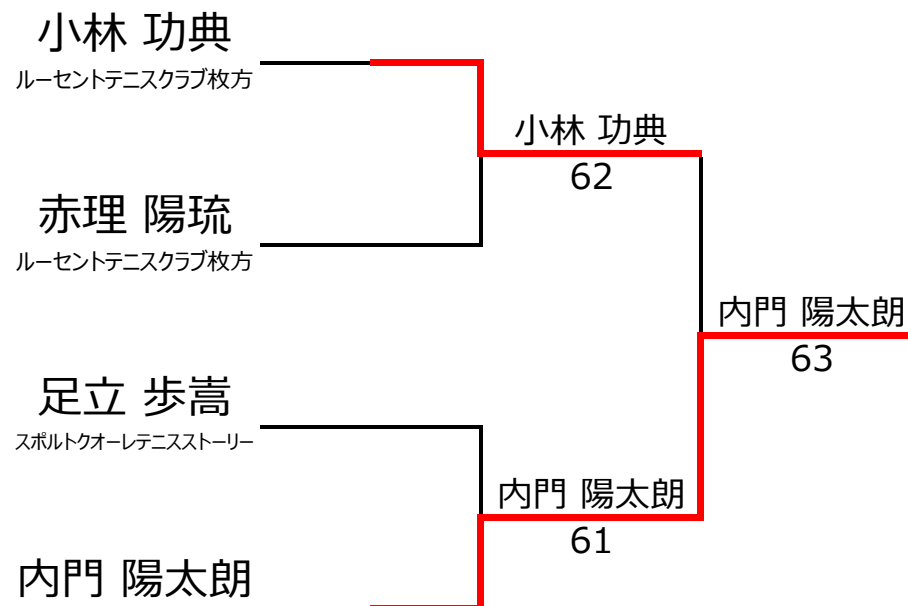 小林 功典
ルーセントテニスクラブ枚方
小林 功典
62
赤理 陽琉
ルーセントテニスクラブ枚方
内門 陽太朗
63
足立 歩嵩
スポルトクオーレテニスストーリー
内門 陽太朗
61
内門 陽太朗